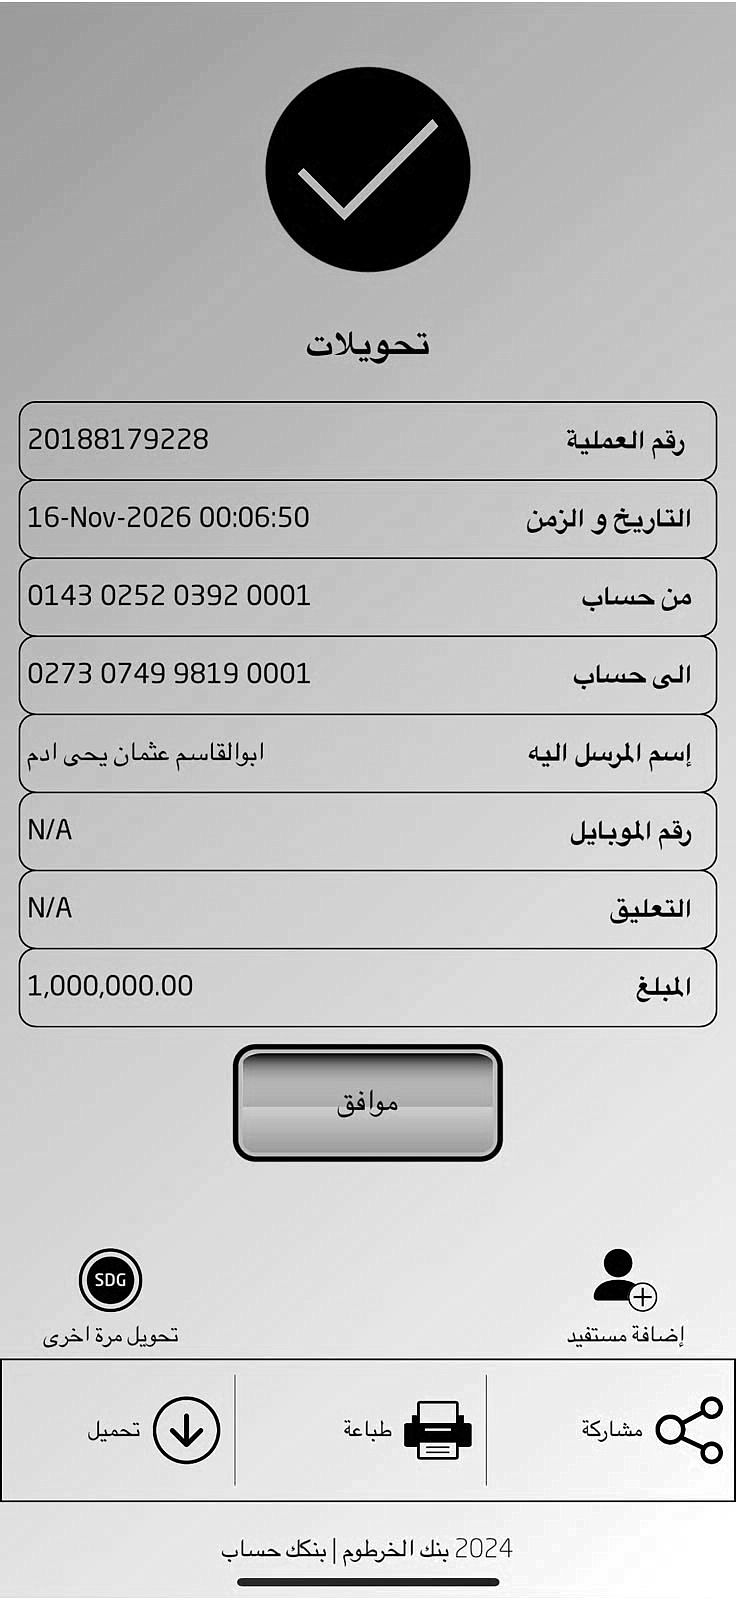 تحويلات
رقم العملية 20188179228
التاريخ و الزمن 16-Nov-2026 00:06:50
من حساب 0143 0252 0392 0001
الى حساب 0273 0749 9819 0001
إسم المرسل اليه ابوالقاسم عثمان يحى ادم
رقم الموبايل N/A
التعليق N/A
المبلغ 1,000,000.00
موافق
إضافة مستفيد
SDG
تحويل مرة اخرى
مشاركة طباعة تحميل
2024 بنك الخرطوم | بنكك حساب